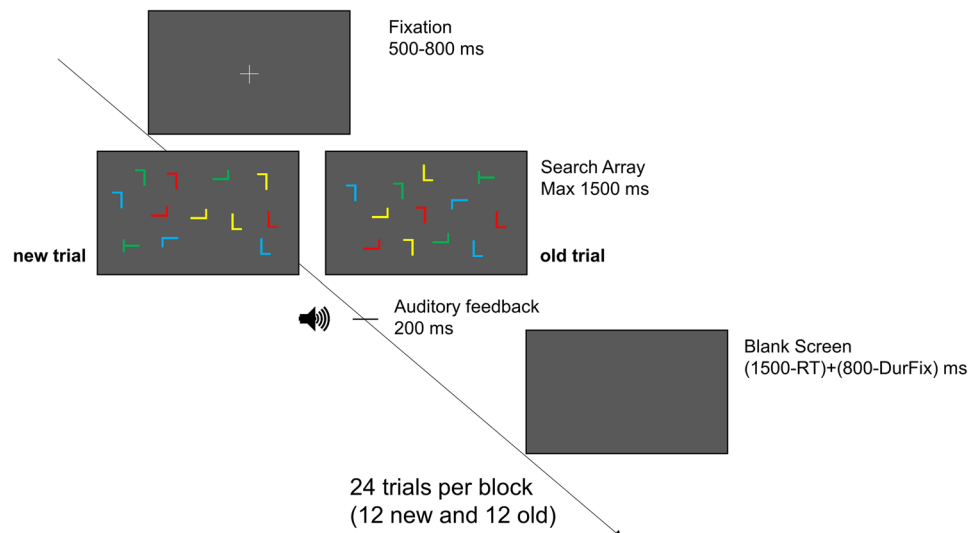 Fixation
500-800 ms
Search Array
Max 1500 ms
new trial
old trial
Auditory feedback
200 ms
Blank Screen
(1500-RT)+(800-DurFix) ms
24 trials per block
(12 new and 12 old)